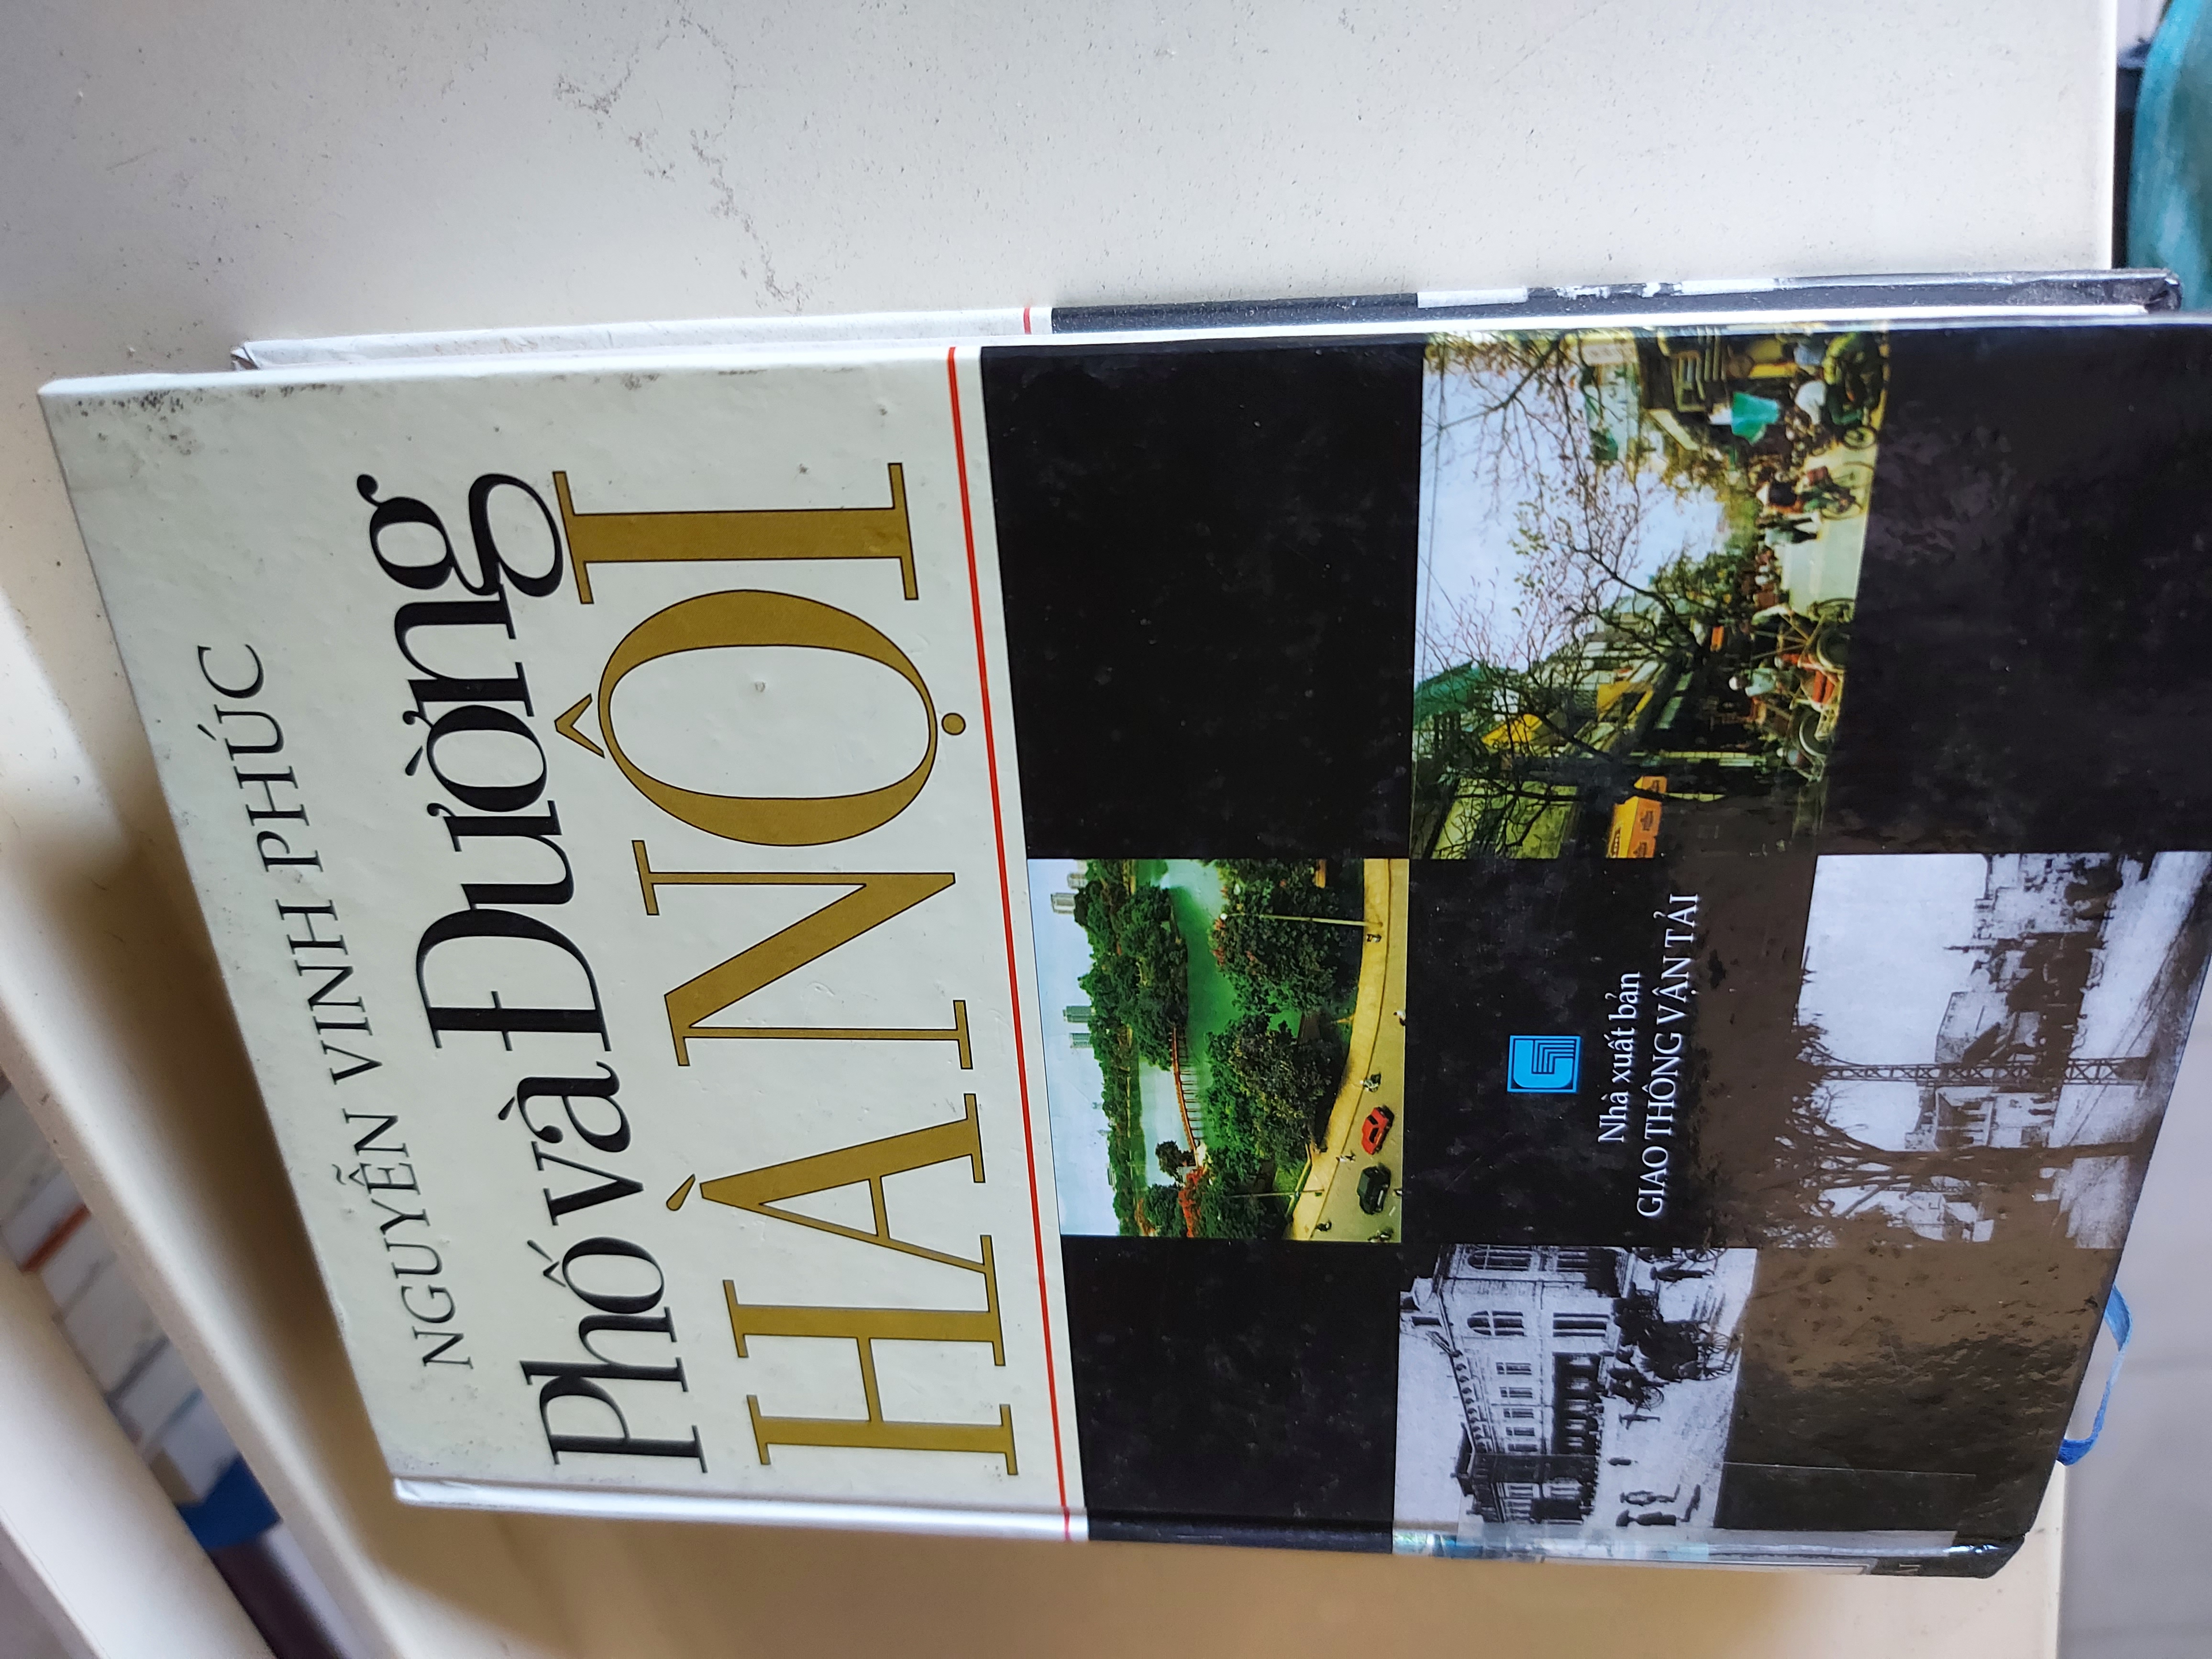 NGUYỄN VINH PHÚC
Phố và Đường
HÀ NỘI
Nhà xuất bản
GIAO THÔNG VẬN TẢI